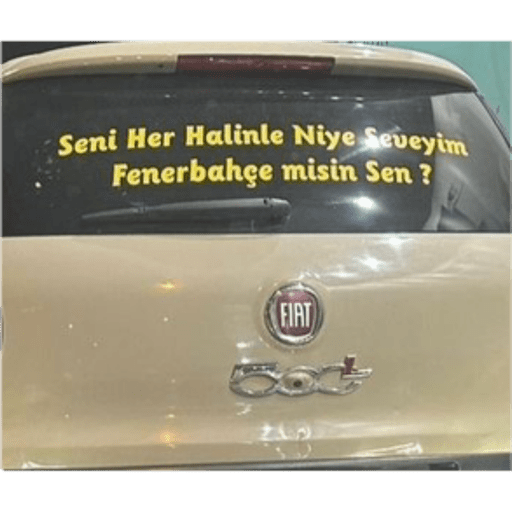 Seni Her Halinle Niye Seveyim
Fenerbahçe misin Sen ?
FIAT
500L